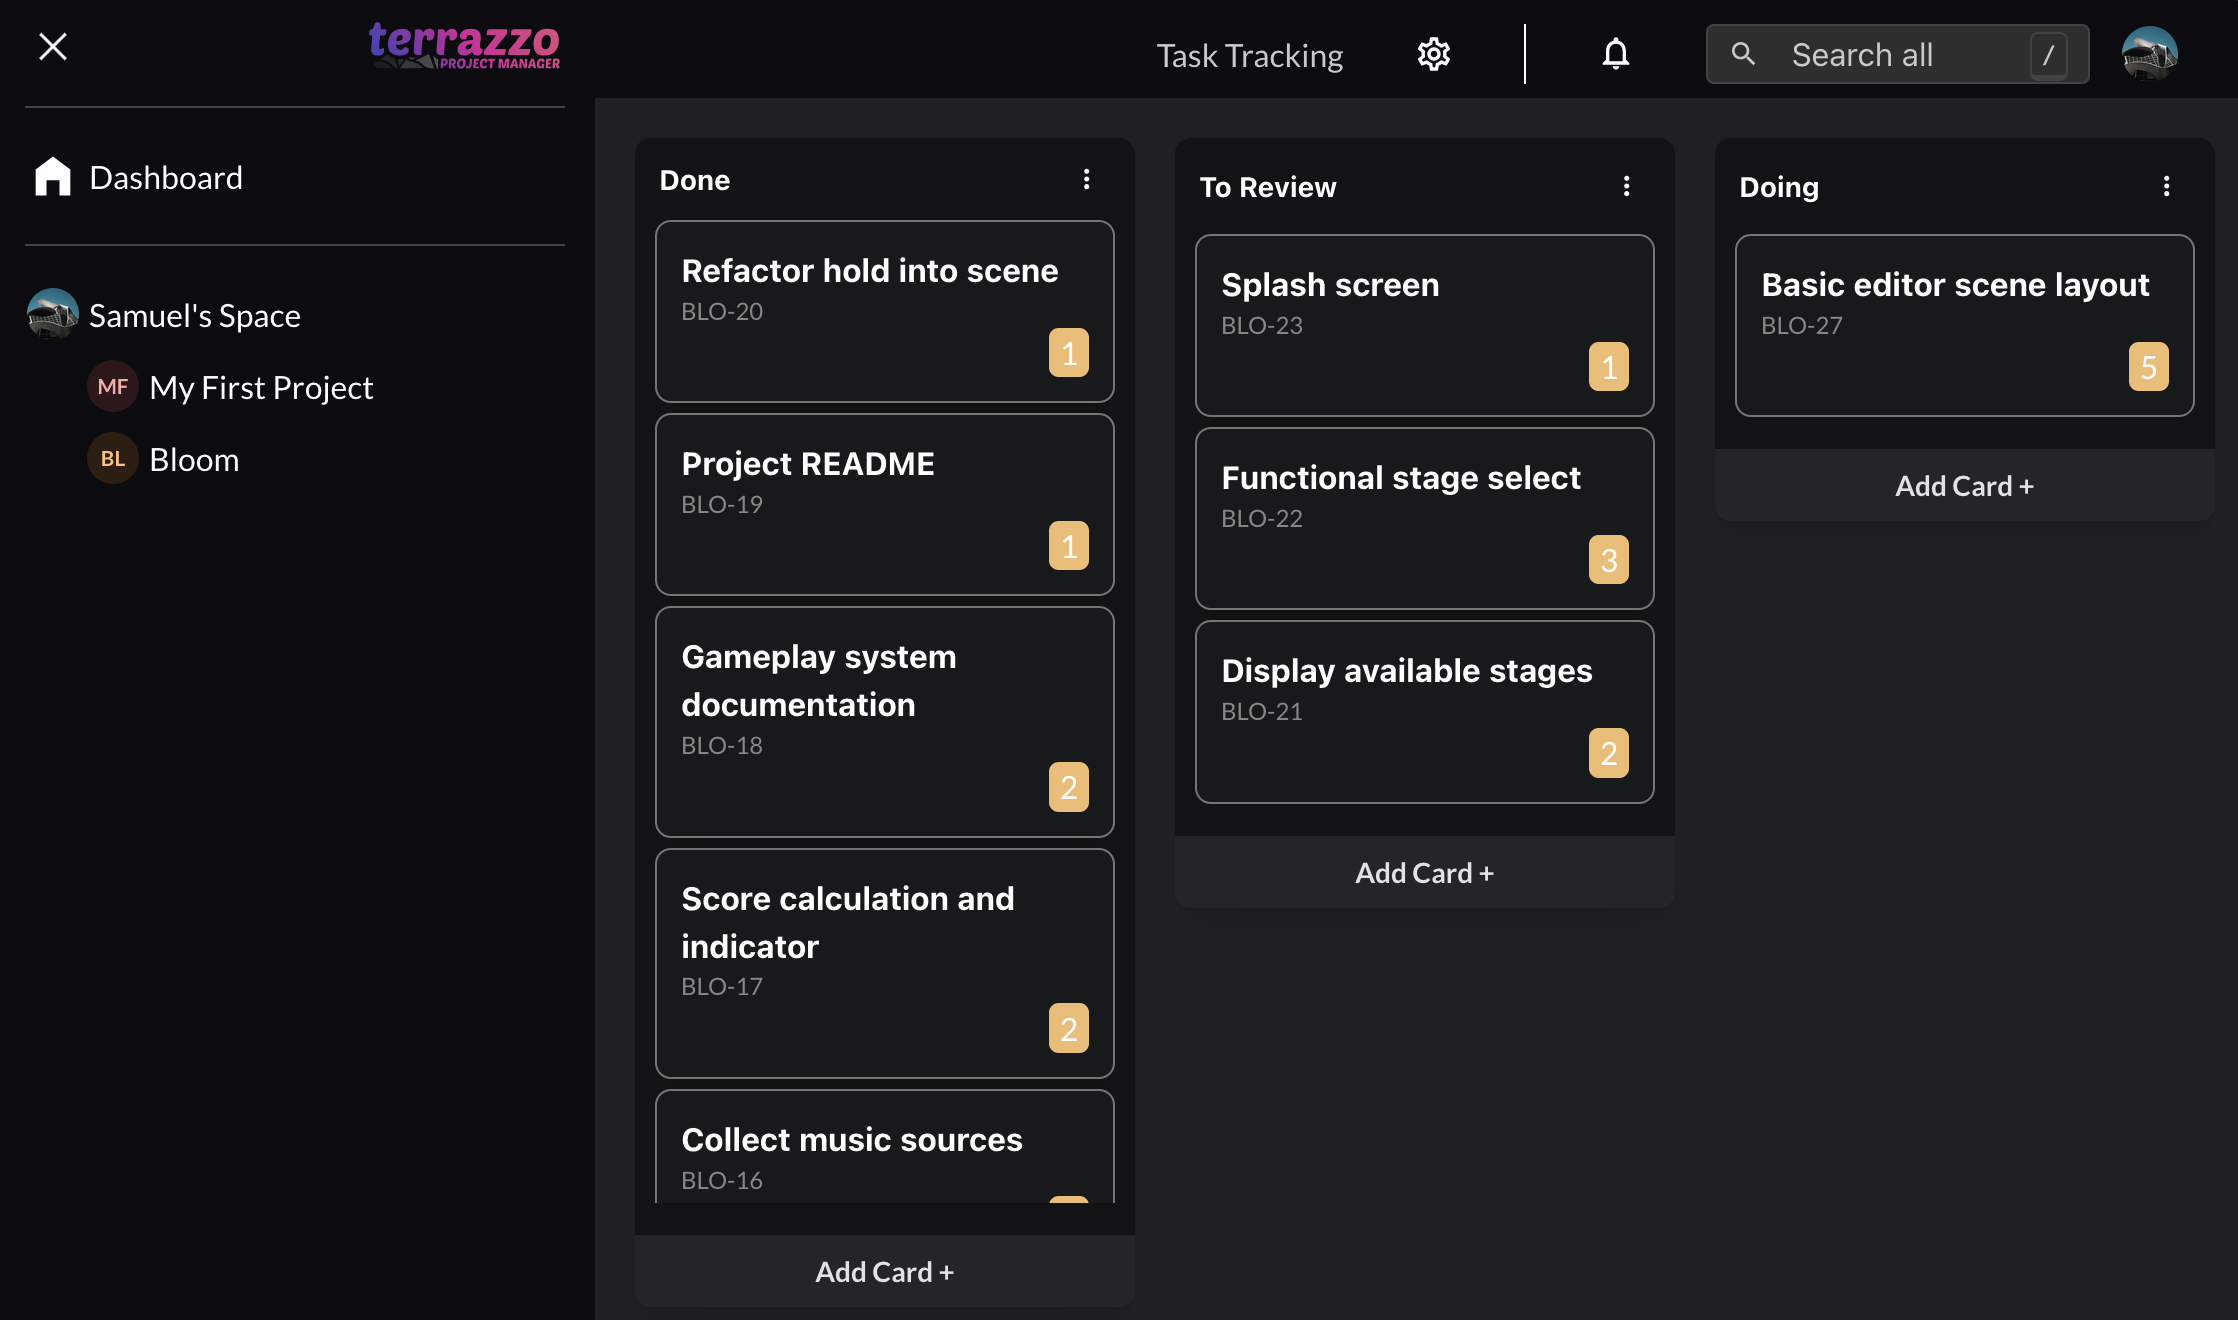 terrazzo
PROJECT MANAGER
Task Tracking
Search all
/
Dashboard
Samuel's Space
MF
My First Project
BL
Bloom
Done
Refactor hold into scene
BLO-20
1
Project README
BLO-19
1
Gameplay system
documentation
BLO-18
2
Score calculation and
indicator
BLO-17
2
Collect music sources
BLO-16
Add Card +
To Review
Splash screen
BLO-23
1
Functional stage select
BLO-22
3
Display available stages
BLO-21
2
Add Card +
Doing
Basic editor scene layout
BLO-27
5
Add Card +